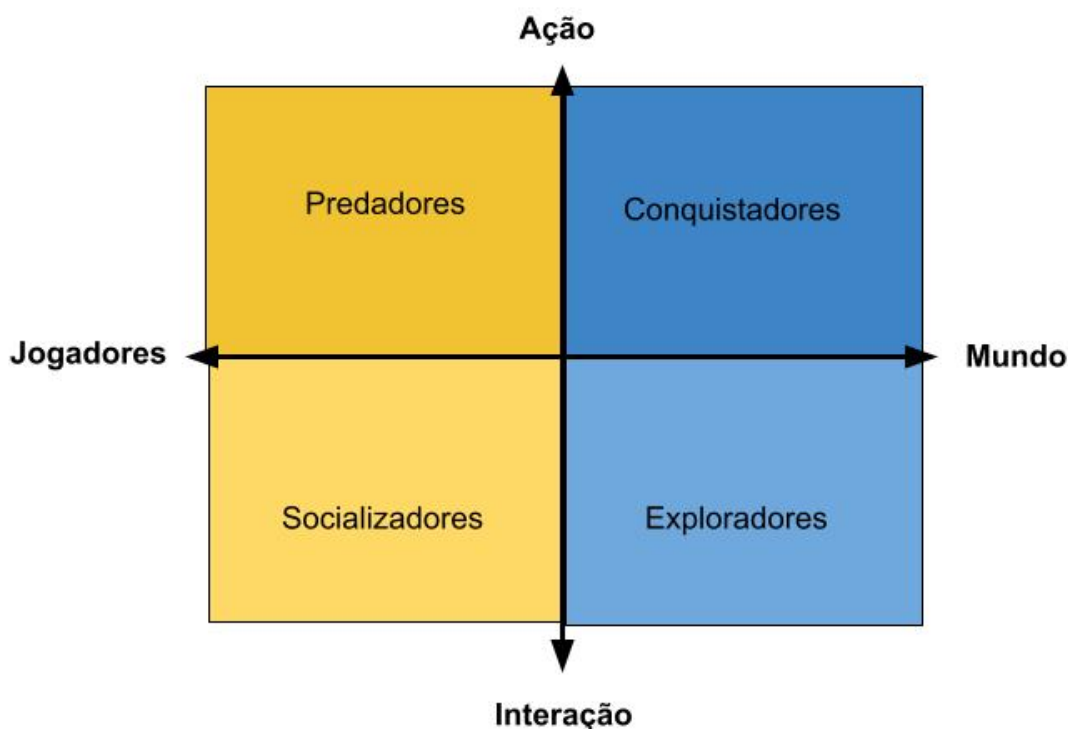 Ação
Predadores
Conquistadores
Jogadores
Mundo
Socializadores
Exploradores
Interação